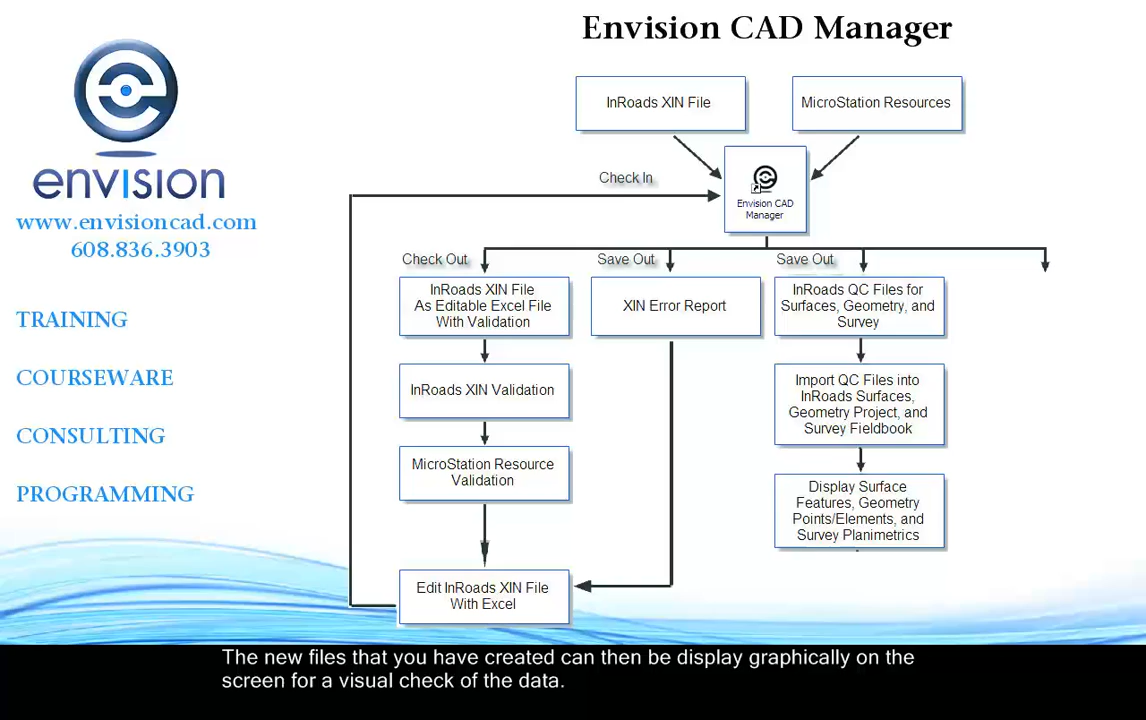 Envision CAD Manager
envision
www.envisioncad.com
608.836.3903
TRAINING
COURSEWARE
CONSULTING
PROGRAMMING
InRoads XIN File
MicroStation Resources
Check In
Envision CAD
Manager
Check Out
Save Out
Save Out
InRoads XIN File
As Editable Excel File
With Validation
XIN Error Report
InRoads QC Files for
Surfaces, Geometry, and
Survey
InRoads XIN Validation
Import QC Files into
InRoads Surfaces,
Geometry Project, and
Survey Fieldbook
MicroStation Resource
Validation
Display Surface
Features, Geometry
Points/Elements, and
Survey Planimetrics
Edit InRoads XIN File
With Excel
The new files that you have created can then be display graphically on the
screen for a visual check of the data.